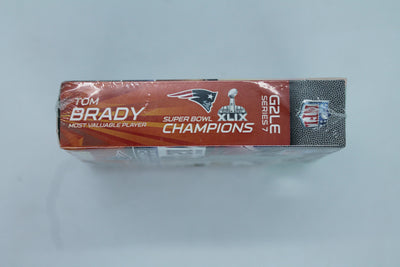 TOM
BRADY
MOST VALUABLE PLAYER
XLIX
SUPER BOWL
CHAMPIONS
G2LE
SERIES 7
NFL